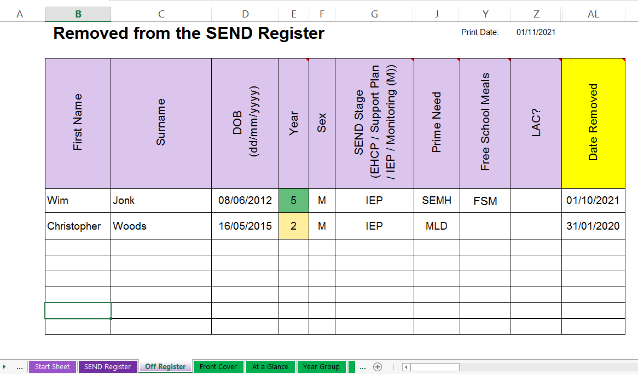 A B C D E F G J Y Z AL
Removed from the SEND Register Print Date: 01/11/2021
First Name Surname DOB (dd/mm/yyyy) Year Sex SEND Stage (EHCP / Support Plan / IEP / Monitoring (M)) Prime Need Free School Meals LAC? Date Removed
Wim Jonk 08/06/2012 5 M IEP SEMH FSM 01/10/2021
Christopher Woods 16/05/2015 2 M IEP MLD 31/01/2020
... Start Sheet SEND Register Off Register Front Cover At a Glance Year Group ...